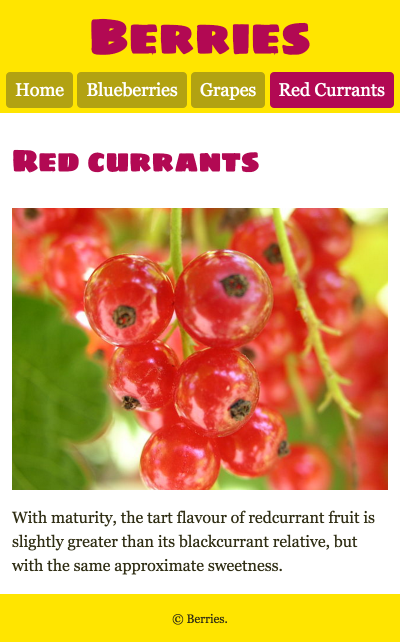 Berries
Home Blueberries Grapes Red Currants
Red currants
With maturity, the tart flavour of redcurrant fruit is
slightly greater than its blackcurrant relative, but
with the same approximate sweetness.
© Berries.